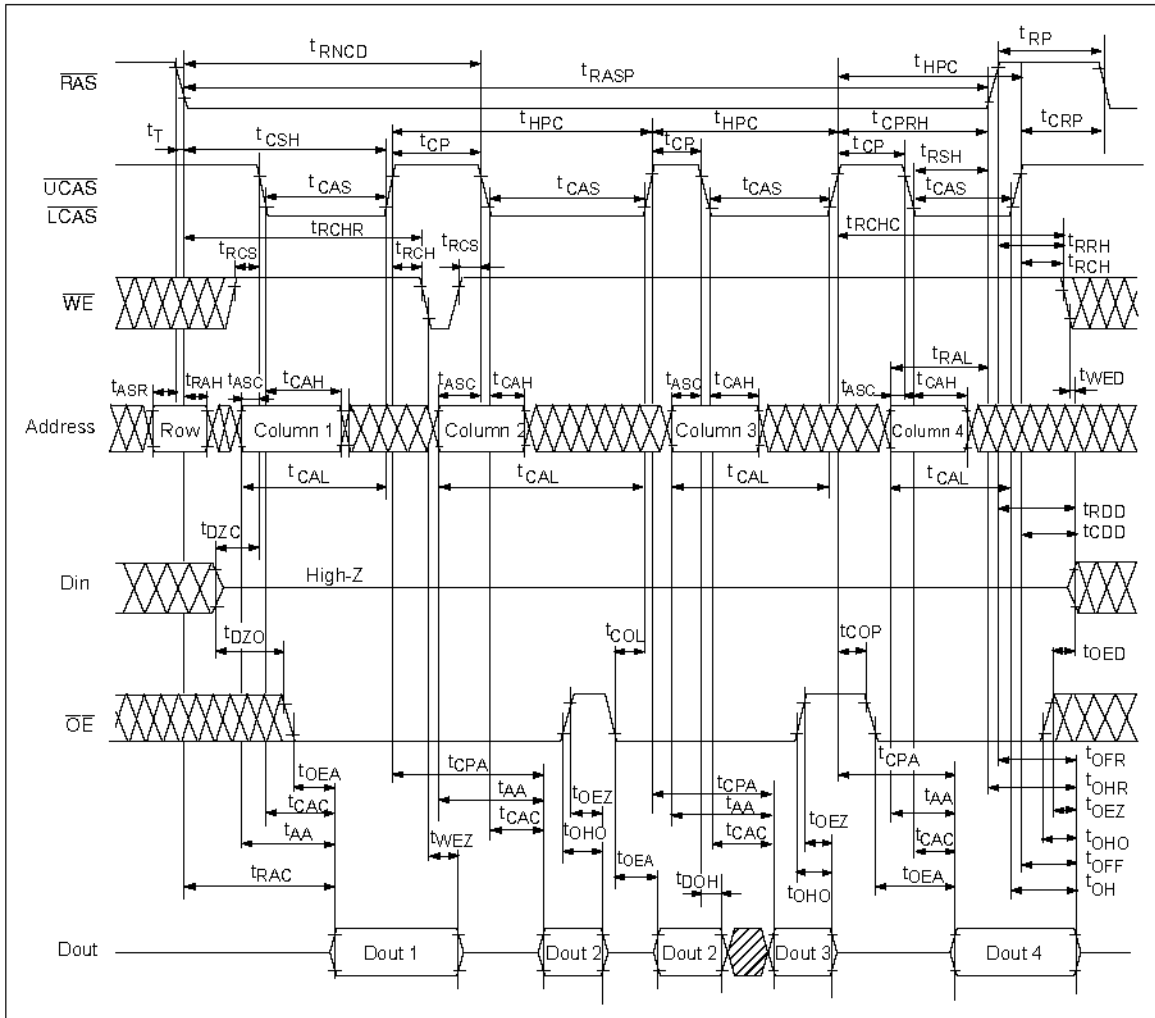 tRP
tRNCD
tHPC
tRASP
RAS
tHPC tHPC tCPRH tCRP
tT tCSH tCP tCP tCP tRSH
UCAS
LCAS
tCAS tCAS tCAS tCAS
tRCHR tRCHC
tRCS tRCH tRCS tRRH
tRCH
WE
tRAL
tASR tRAH tASC tCAH tASC tCAH tASC tCAH tASC tCAH tWED
Address Row Column 1 Column 2 Column 3 Column 4
tCAL tCAL tCAL tCAL
tRDD
tDZC tCDD
Din High-Z
tDZO tCOL tCOP tOED
OE
tOEA tCPA tCPA tCPA tOFR
tCAC tAA tOEZ tAA tOEZ tAA tOHR
tAA tCAC tOHO tCAC tCAC tOEZ
tWEZ tOEA tOHO
tRAC tDOH tOHO tOEA tOFF
tOH
Dout Dout 1 Dout 2 Dout 2 Dout 3 Dout 4